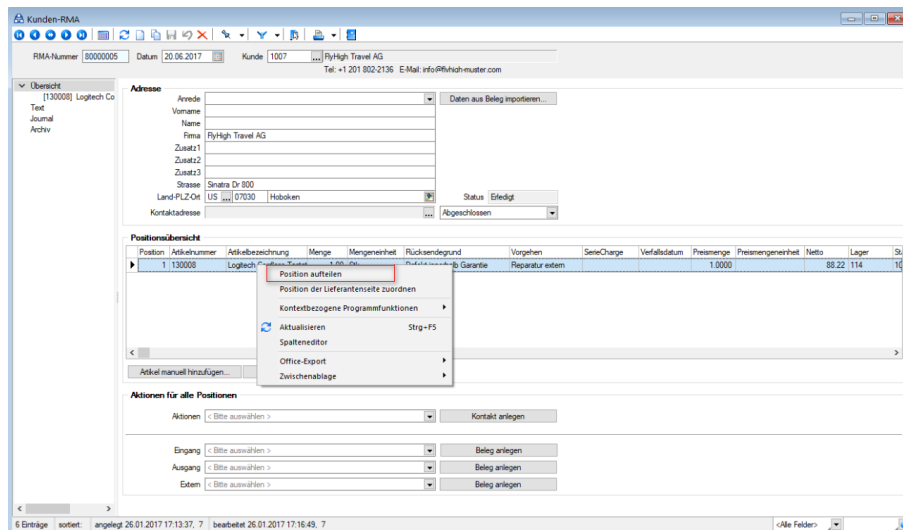 Kunden-RMA
RMA-Nummer 80000005 Datum 20.06.2017 Kunde 1007 ... FlyHigh Travel AG
Tel: +1 201 802-2136 E-Mail: info@flyhigh-muster.com
Übersicht
[130008] Logitech Co
Text
Journal
Archiv
Adresse
Anrede Daten aus Beleg importieren...
Vorname
Name
Firma FlyHigh Travel AG
Zusatz1
Zusatz2
Zusatz3
Strasse Sinatra Dr 800
Land-PLZ-Ort US ... 07030 Hoboken Status Erledigt
Kontaktadresse ... Abgeschlossen
Positionsübersicht
Position Artikelnummer Artikelbezeichnung Menge Mengeneinheit Rücksendegrund Vorgehen SerieCharge Verfallsdatum Preismenge Preismengeneinheit Netto Lager St
1 130008 Logitech Reparatur extern 1.0000 88.22 114 10
Position aufteilen
Position der Lieferantenseite zuordnen
Kontextbezogene Programmfunktionen
Aktualisieren Strg+F5
Spalteneditor
Office-Export
Zwischenablage
Artikel manuell hinzufügen...
Aktionen für alle Positionen
Aktionen < Bitte auswählen > Kontakt anlegen
Eingang < Bitte auswählen > Beleg anlegen
Ausgang < Bitte auswählen > Beleg anlegen
Extern < Bitte auswählen > Beleg anlegen
6 Einträge sortiert: angelegt 26.01.2017 17:13:37, 7 bearbeitet 26.01.2017 17:16:49, 7 <Alle Felder>